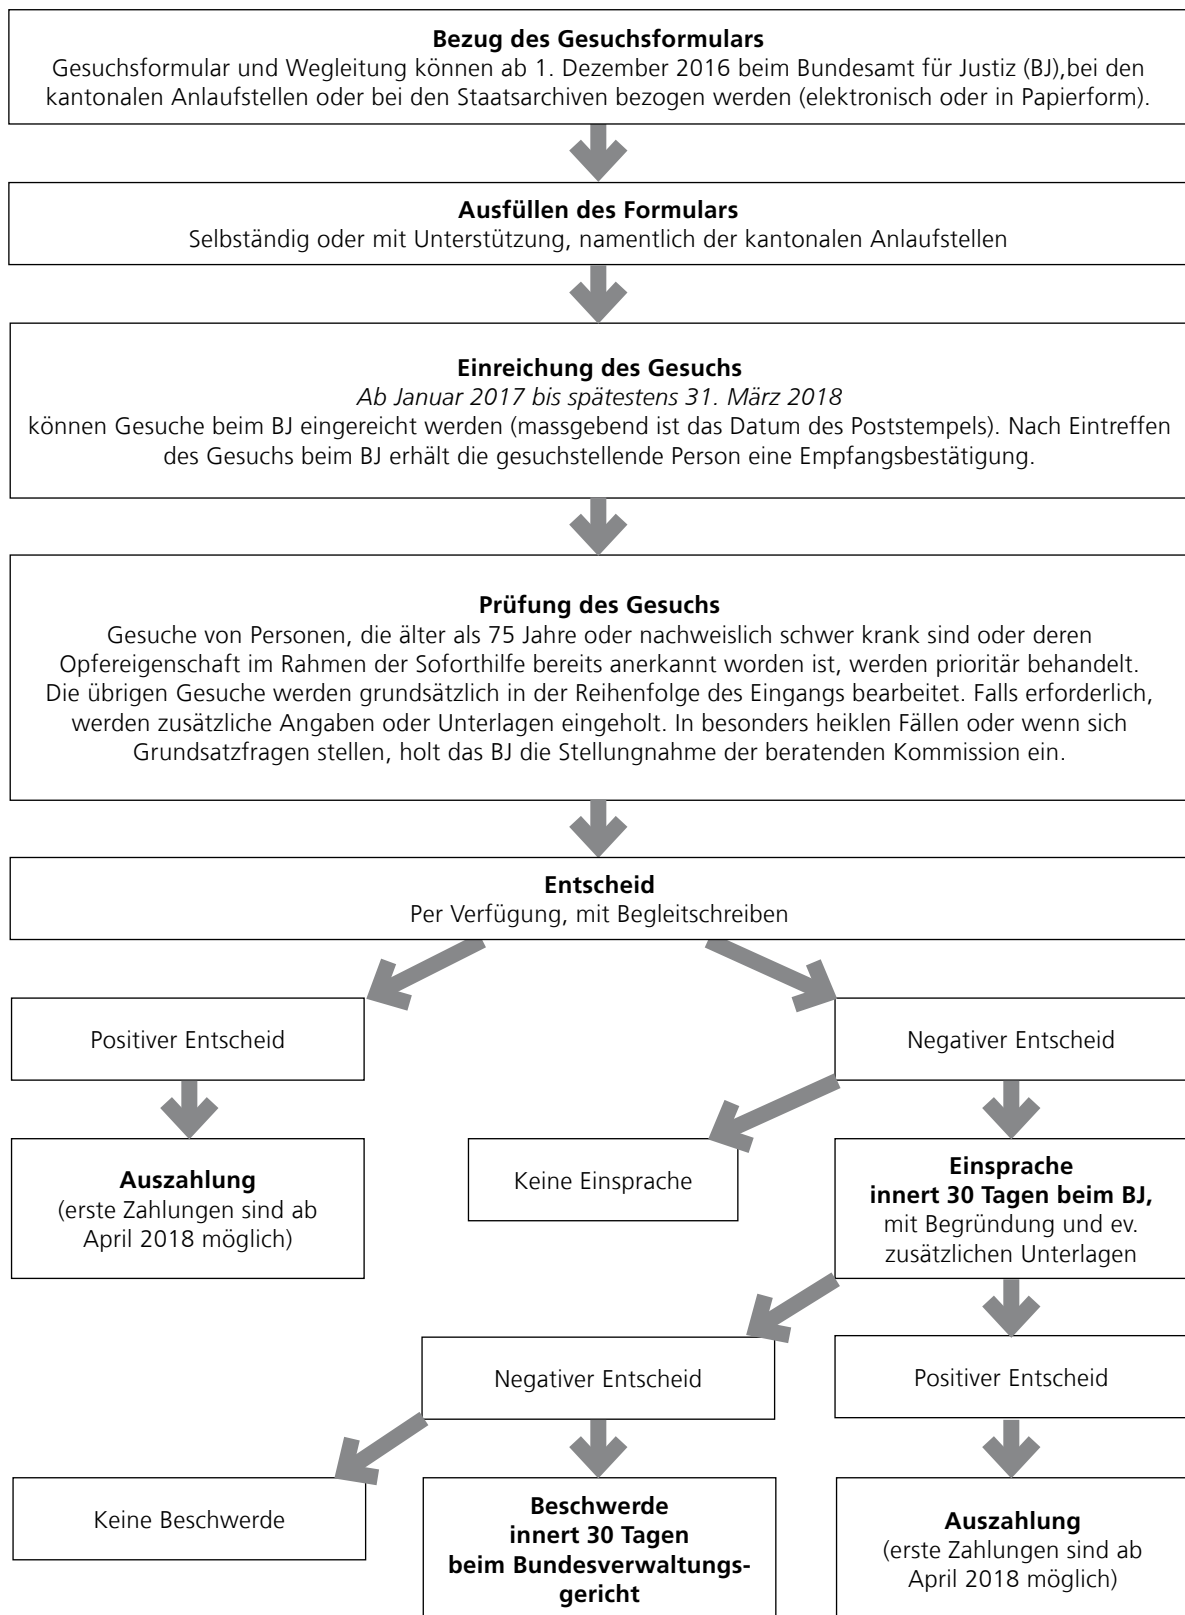 Bezug des Gesuchsformulars
Gesuchsformular und Wegleitung können ab 1. Dezember 2016 beim Bundesamt für Justiz (BJ),bei den
kantonalen Anlaufstellen oder bei den Staatsarchiven bezogen werden (elektronisch oder in Papierform).
Ausfüllen des Formulars
Selbständig oder mit Unterstützung, namentlich der kantonalen Anlaufstellen
Einreichung des Gesuchs
Ab Januar 2017 bis spätestens 31. März 2018
können Gesuche beim BJ eingereicht werden (massgebend ist das Datum des Poststempels). Nach Eintreffen
des Gesuchs beim BJ erhält die gesuchstellende Person eine Empfangsbestätigung.
Prüfung des Gesuchs
Gesuche von Personen, die älter als 75 Jahre oder nachweislich schwer krank sind oder deren
Opfereigenschaft im Rahmen der Soforthilfe bereits anerkannt worden ist, werden prioritär behandelt.
Die übrigen Gesuche werden grundsätzlich in der Reihenfolge des Eingangs bearbeitet. Falls erforderlich,
werden zusätzliche Angaben oder Unterlagen eingeholt. In besonders heiklen Fällen oder wenn sich
Grundsatzfragen stellen, holt das BJ die Stellungnahme der beratenden Kommission ein.
Entscheid
Per Verfügung, mit Begleitschreiben
Positiver Entscheid
Negativer Entscheid
Auszahlung
(erste Zahlungen sind ab
April 2018 möglich)
Keine Einsprache
Einsprache
innert 30 Tagen beim BJ,
mit Begründung und ev.
zusätzlichen Unterlagen
Negativer Entscheid
Positiver Entscheid
Keine Beschwerde
Beschwerde
innert 30 Tagen
beim Bundesverwaltungs-
gericht
Auszahlung
(erste Zahlungen sind ab
April 2018 möglich)